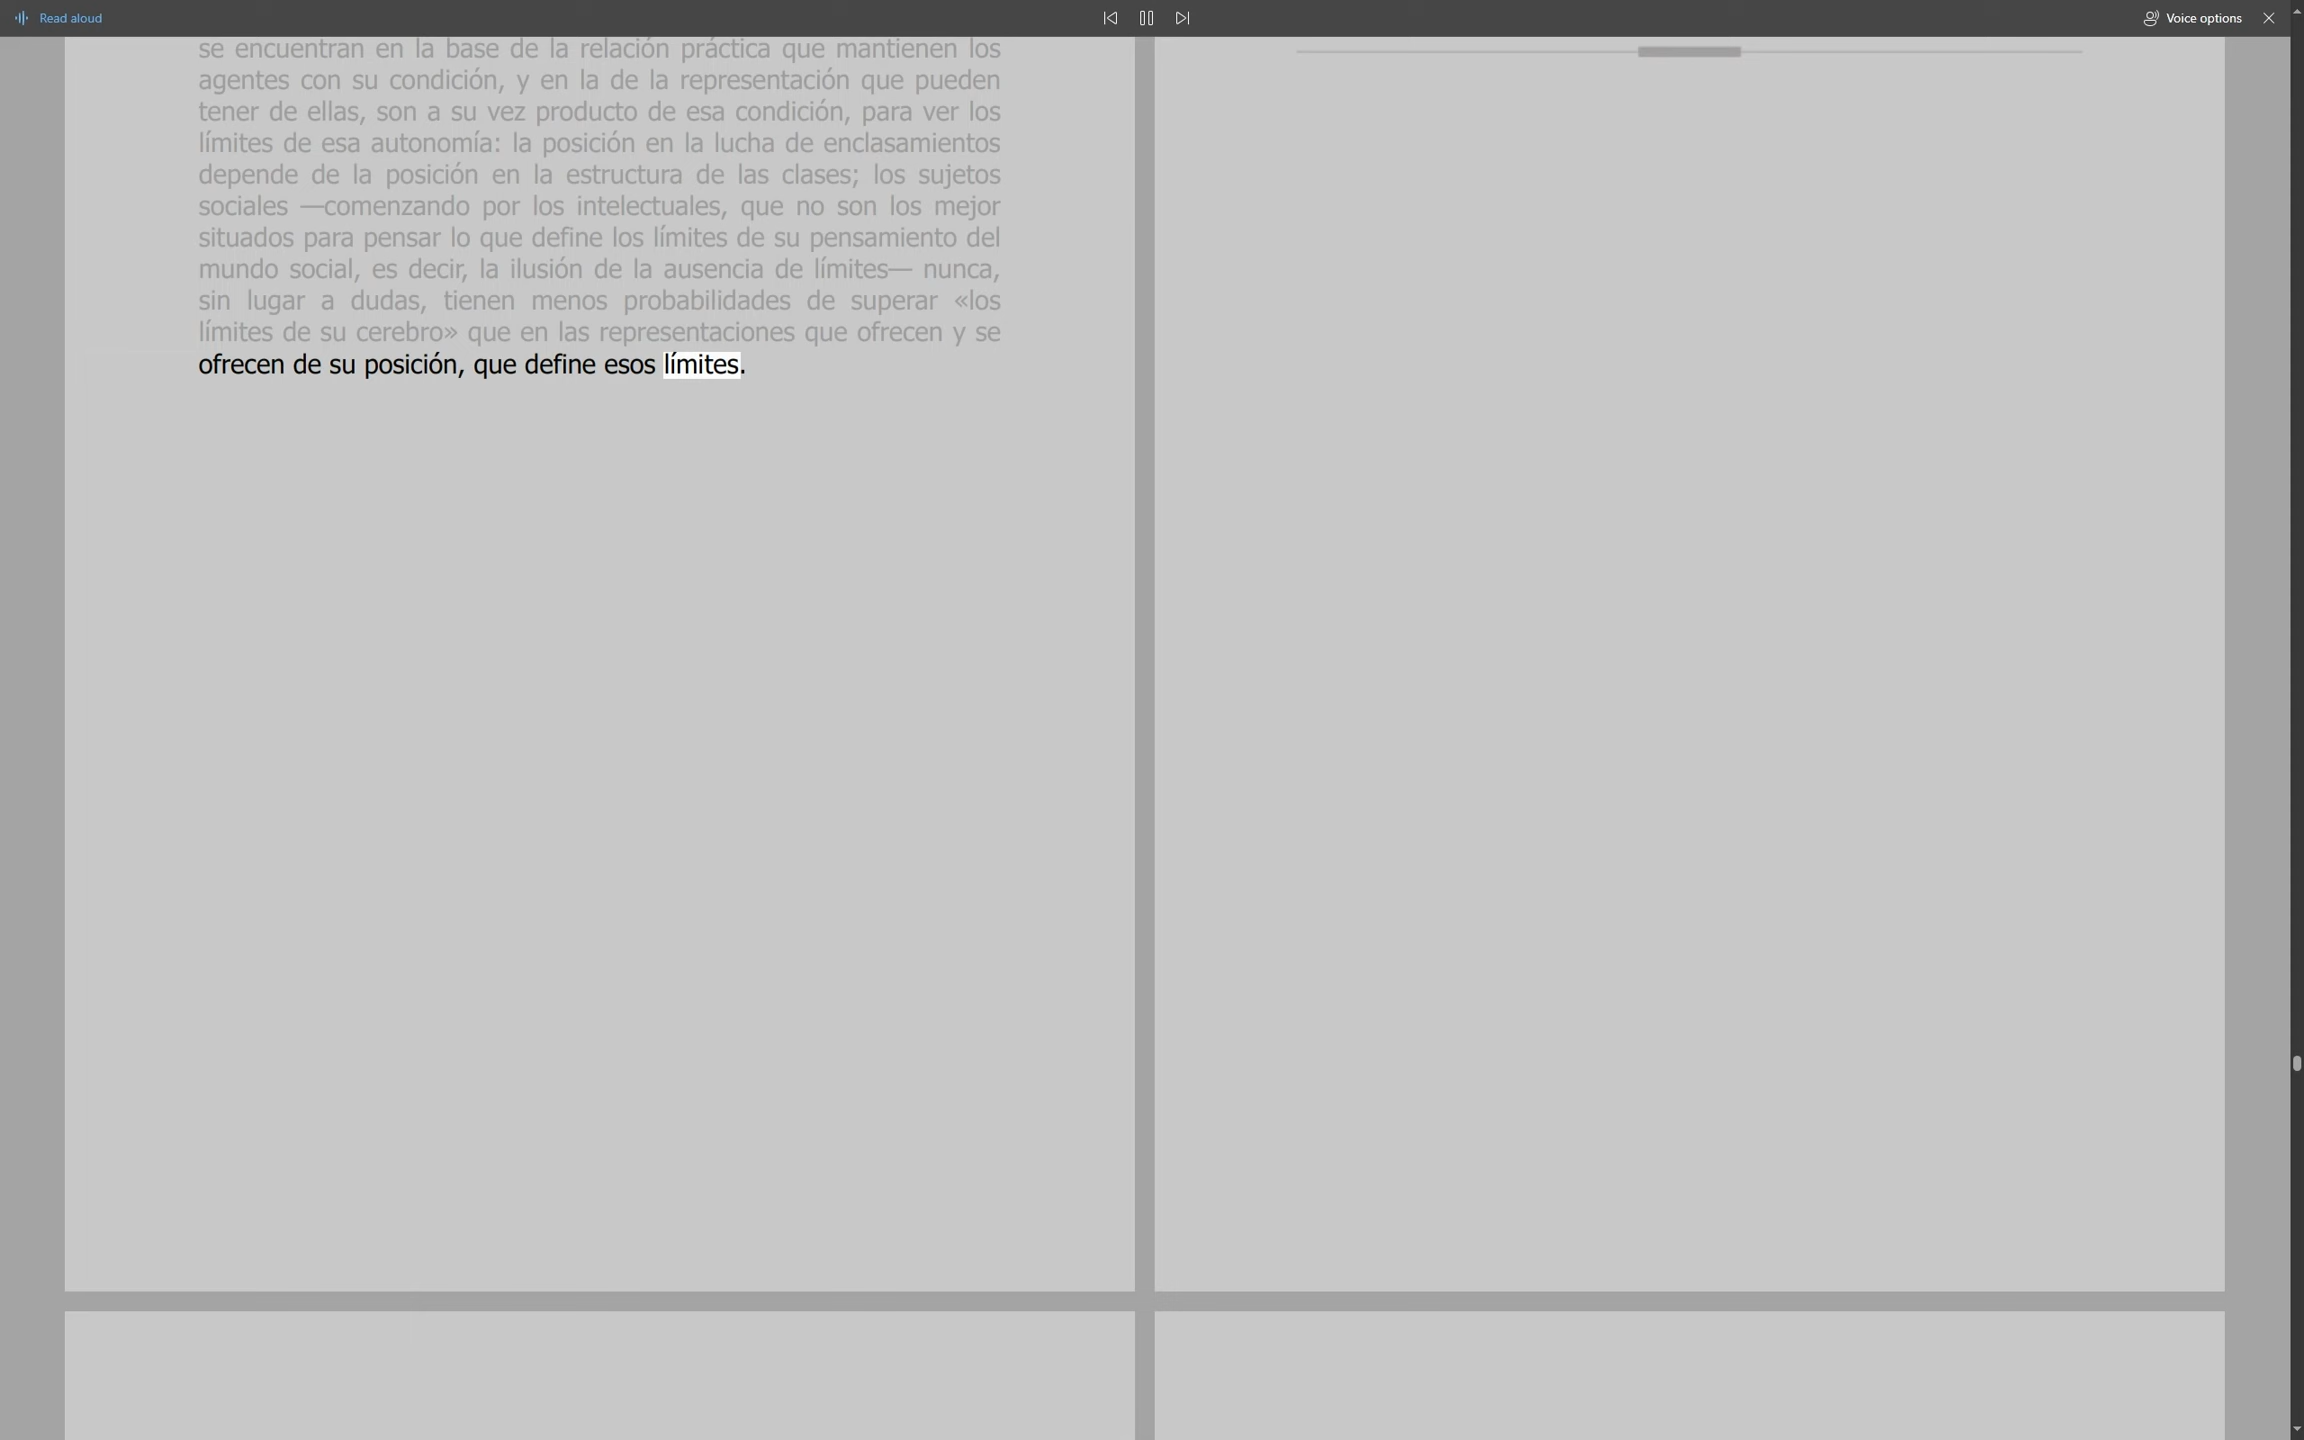 Read aloud
Voice options
se encuentran en la base de la relación práctica que mantienen los
agentes con su condición, y en la de la representación que pueden
tener de ellas, son a su vez producto de esa condición, para ver los
límites de esa autonomía: la posición en la lucha de enclasamientos
depende de la posición en la estructura de las clases; los sujetos
sociales —comenzando por los intelectuales, que no son los mejor
situados para pensar lo que define los límites de su pensamiento del
mundo social, es decir, la ilusión de la ausencia de límites— nunca,
sin lugar a dudas, tienen menos probabilidades de superar «los
límites de su cerebro» que en las representaciones que ofrecen y se
ofrecen de su posición, que define esos límites.